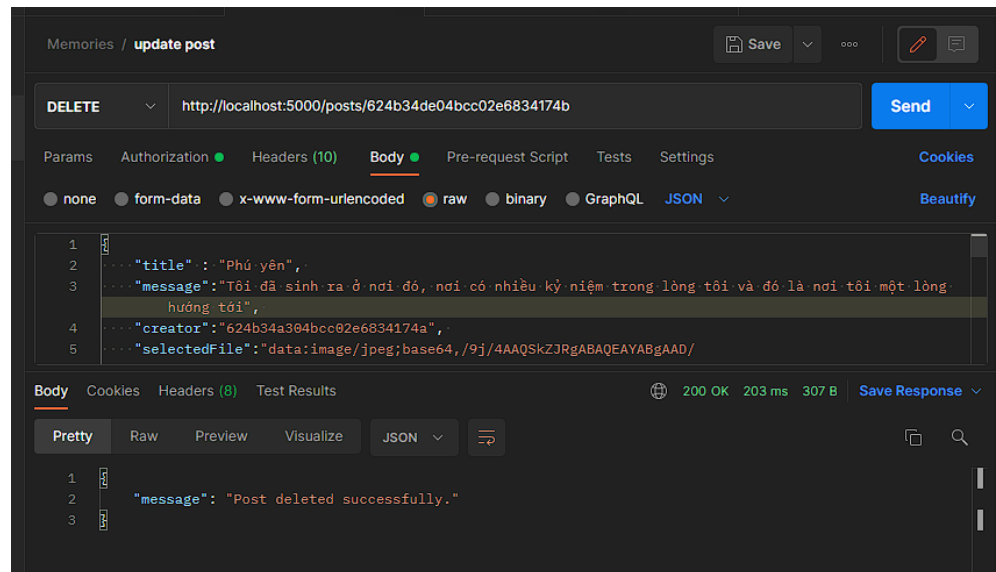 Memories / update post
Save
DELETE http://localhost:5000/posts/624b34de04bcc02e6834174b Send
Params Authorization Headers (10) Body Pre-request Script Tests Settings Cookies
none form-data x-www-form-urlencoded raw binary GraphQL JSON Beautify
1 {
2 ····"title"·:·"Phú·yên",·
3 ····"message":"Tôi·đã·sinh·ra·ở·nơi·đó,·nơi·có·nhiều·kỷ·niệm·trong·lòng·tôi·và·đó·là·nơi·tôi·một·lòng·
hướng·tới",
4 ····"creator":"624b34a304bcc02e6834174a",·
5 ····"selectedFile":"data:image/jpeg;base64,/9j/4AAQSkZJRgABAQEAYABgAAD/
Body Cookies Headers (8) Test Results 200 OK 203 ms 307 B Save Response
Pretty Raw Preview Visualize JSON
1 {
2 "message": "Post deleted successfully."
3 }